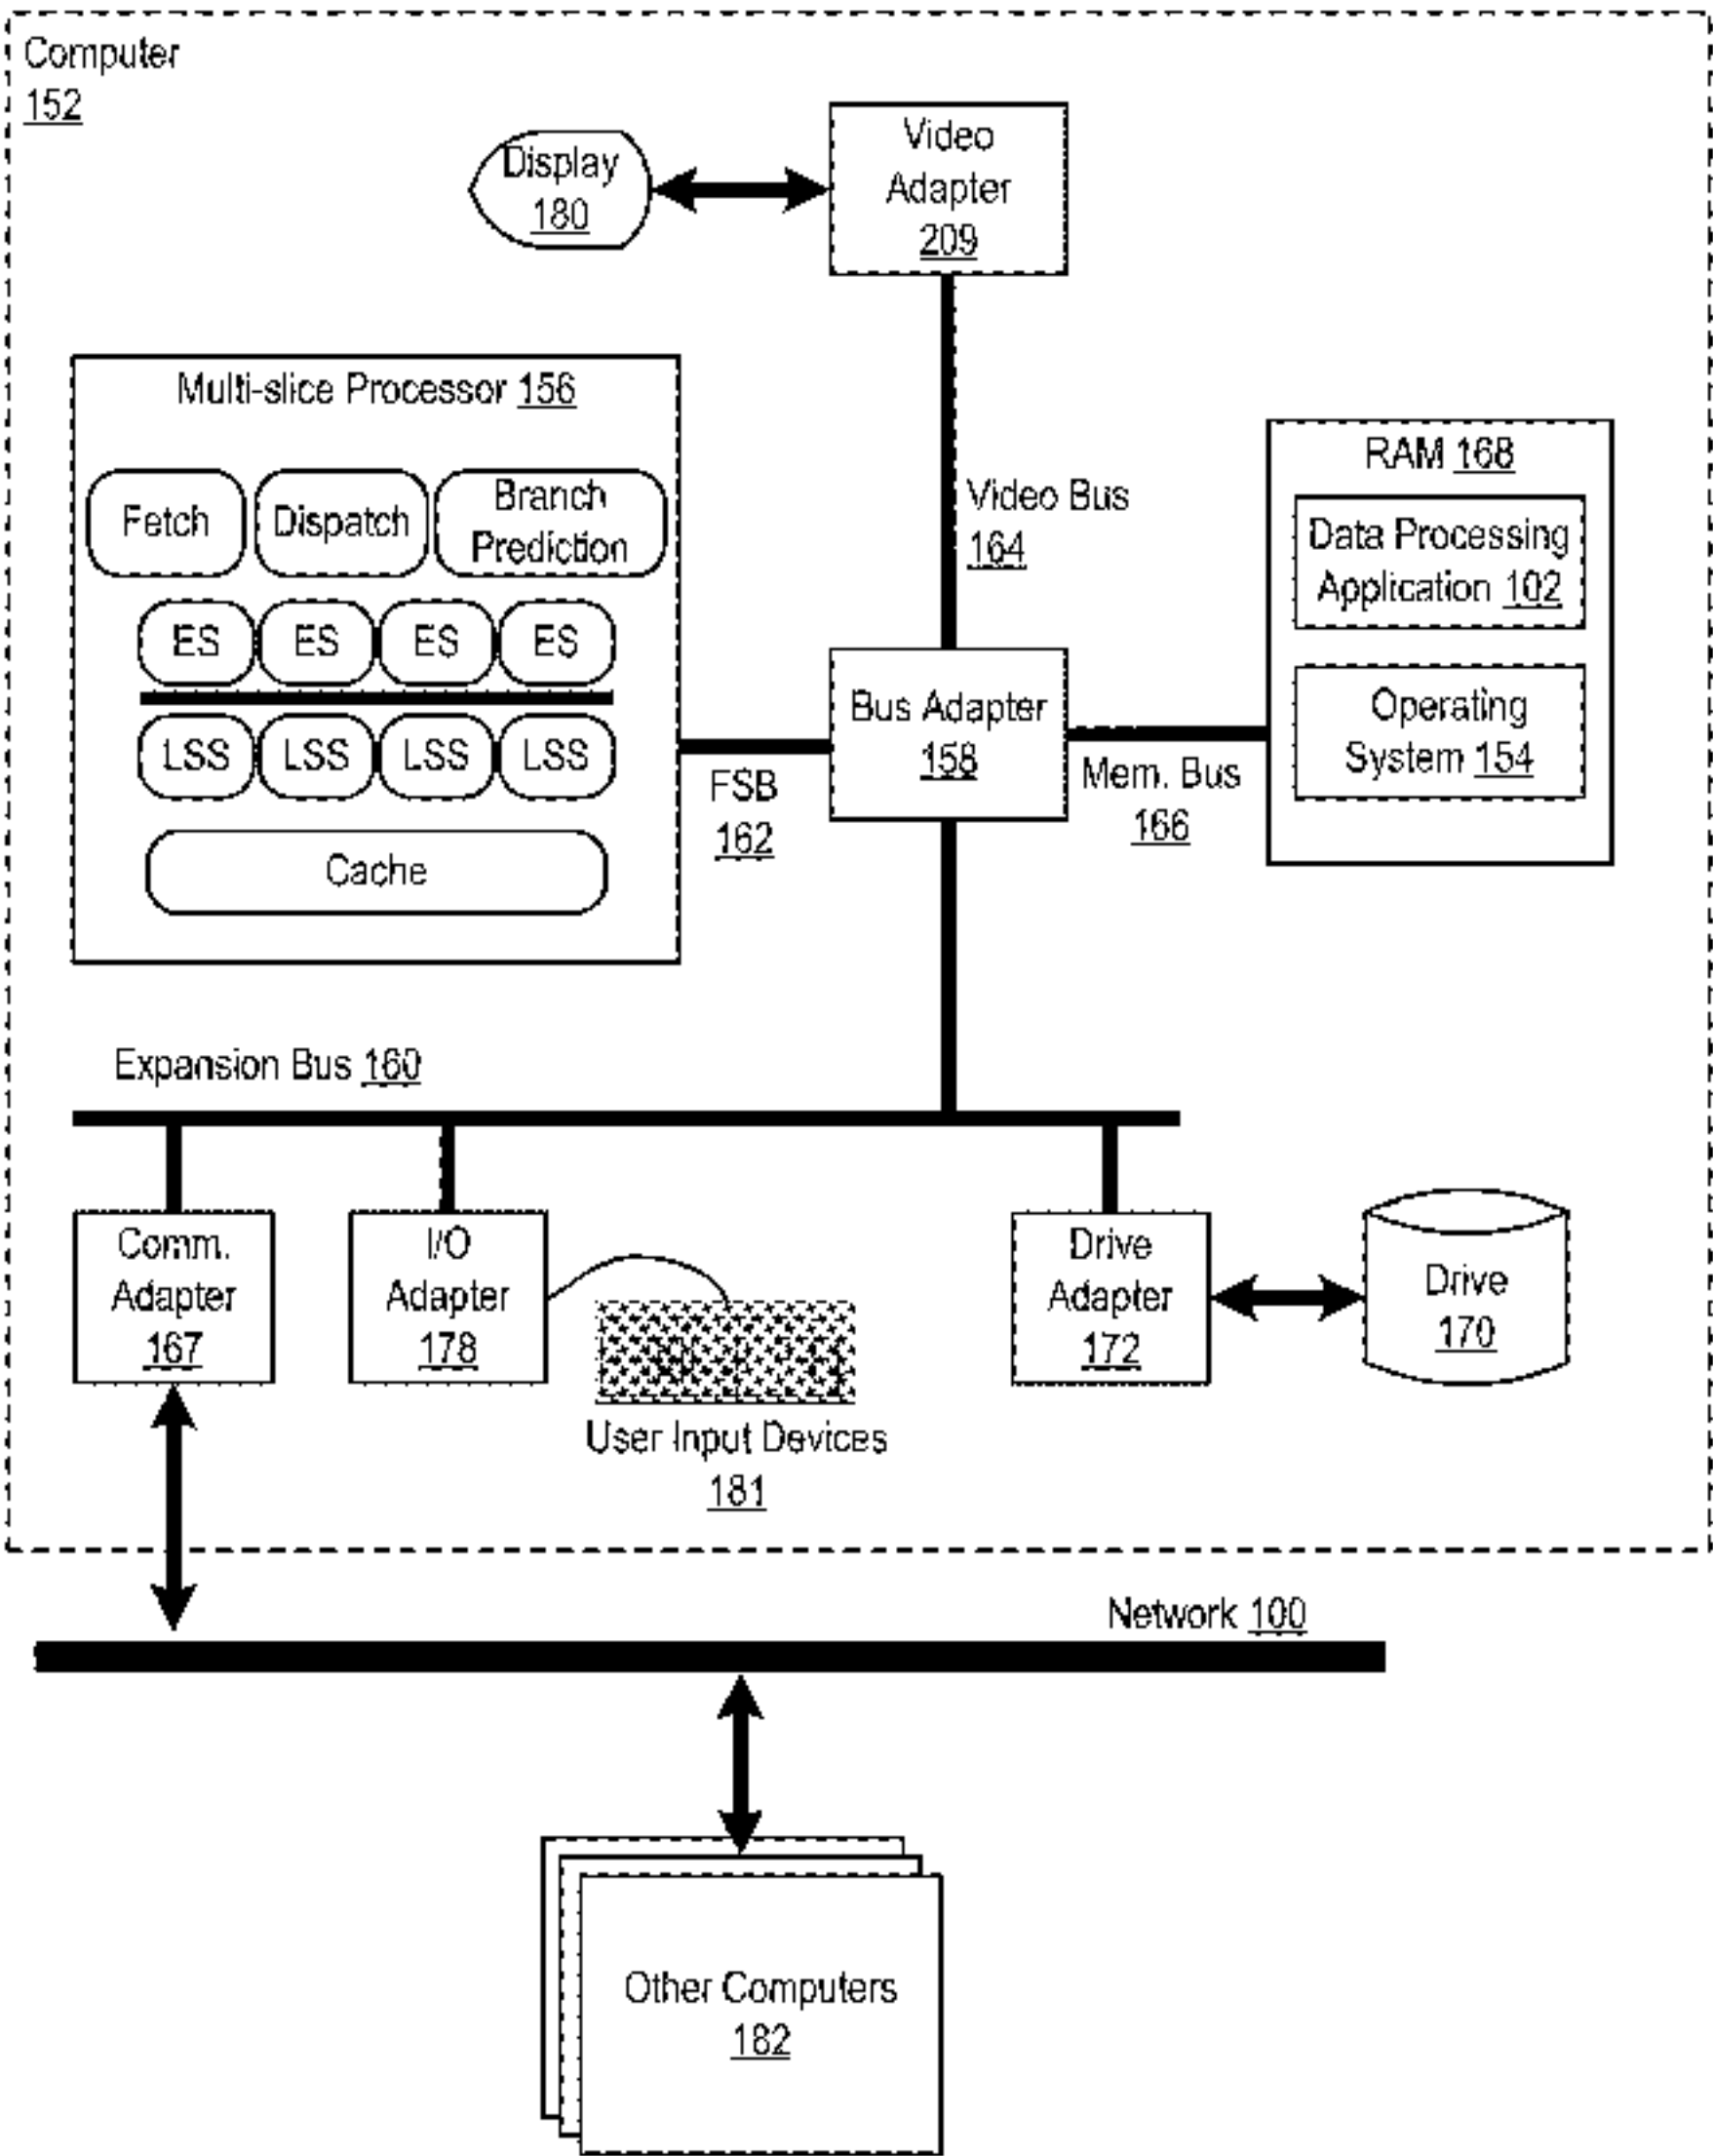 Computer
152
Display
180
Video
Adapter
209
Multi-slice Processor 156
Fetch
Dispatch
Branch
Prediction
ES
ES
ES
ES
LSS
LSS
LSS
LSS
Cache
FSB
162
Video Bus
164
Bus Adapter
158
Mem. Bus
166
RAM 168
Data Processing
Application 102
Operating
System 154
Expansion Bus 160
Comm.
Adapter
167
I/O
Adapter
178
User Input Devices
181
Drive
Adapter
172
Drive
170
Network 100
Other Computers
182